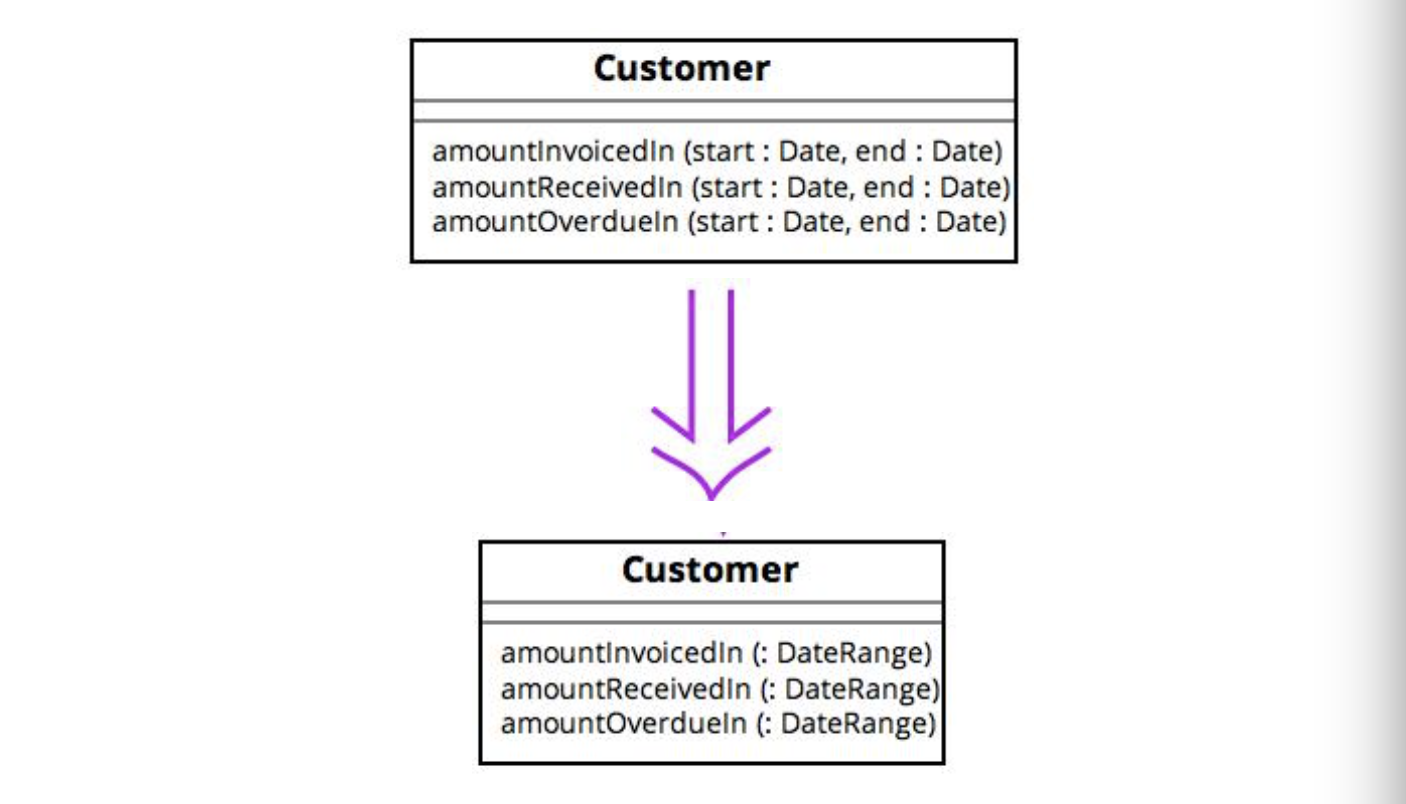 Customer
amountInvoicedIn (start : Date, end : Date)
amountReceivedIn (start : Date, end : Date)
amountOverdueIn (start : Date, end : Date)
Customer
amountInvoicedIn (: DateRange)
amountReceivedIn (: DateRange)
amountOverdueIn (: DateRange)